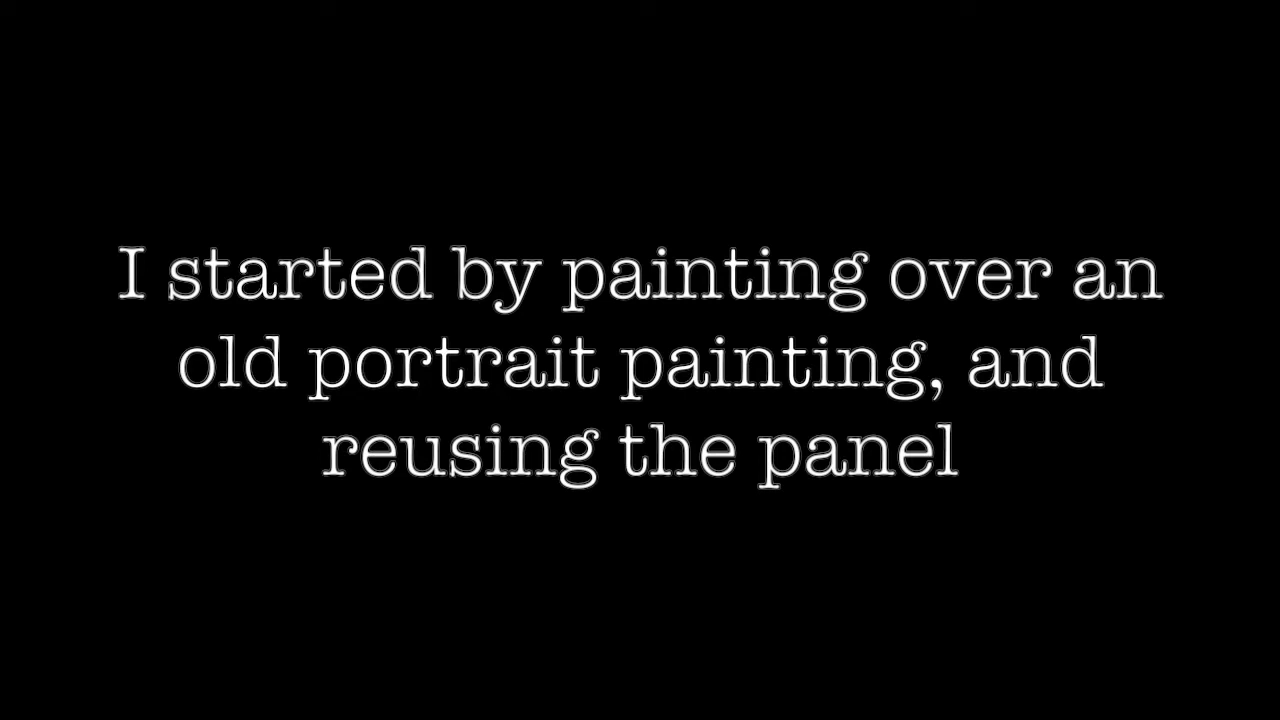 I started by painting over an
old portrait painting, and
reusing the panel